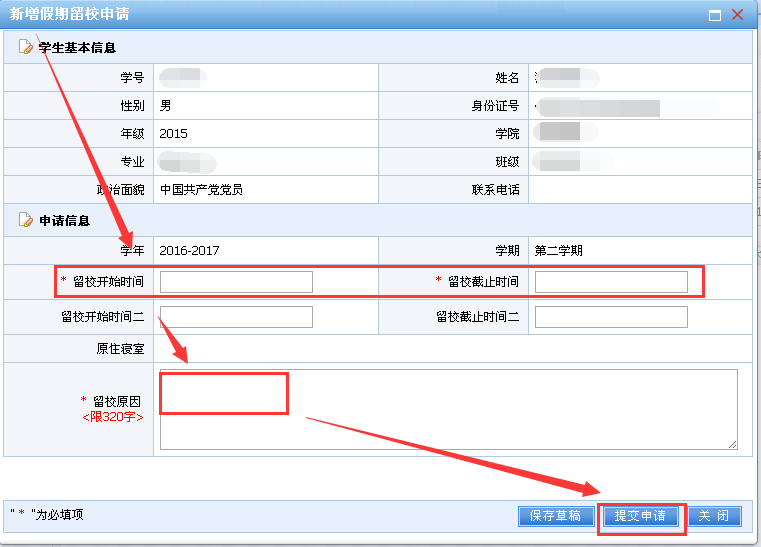 新增假期留校申请
学生基本信息
学号 姓名
性别 男 身份证号
年级 2015 学院
专业 班级
政治面貌 中国共产党党员 联系电话
申请信息
学年 2016-2017 学期 第二学期
* 留校开始时间 * 留校截止时间
留校开始时间二 留校截止时间二
原住寝室
* 留校原因
<限320字>
" * "为必填项 保存草稿 提交申请 关 闭